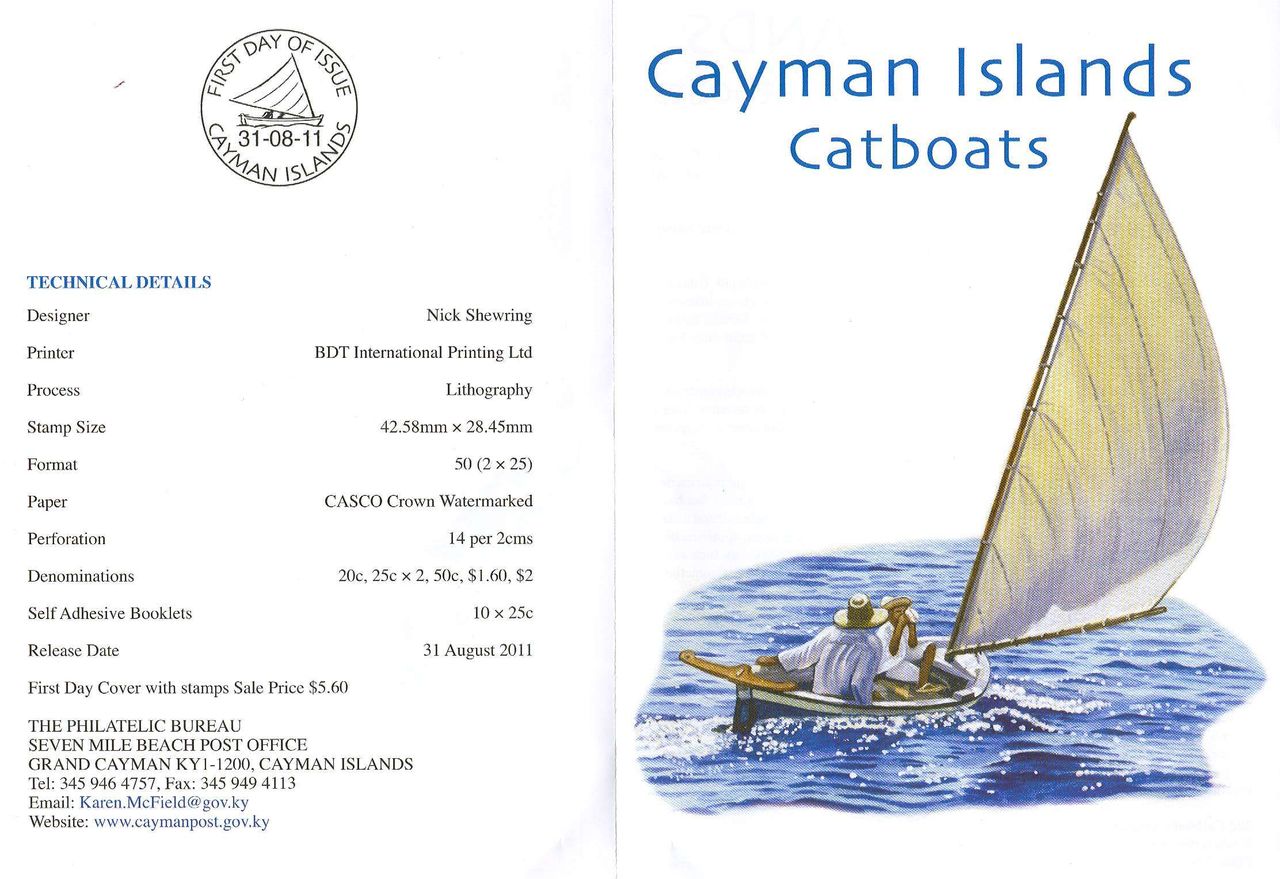 FIRST DAY OF ISSUE
31-08-11
CAYMAN ISLANDS
TECHNICAL DETAILS
Designer Nick Shewring
Printer BDT International Printing Ltd
Process Lithography
Stamp Size 42.58mm × 28.45mm
Format 50 (2 × 25)
Paper CASCO Crown Watermarked
Perforation 14 per 2cms
Denominations 20c, 25c × 2, 50c, $1.60, $2
Self Adhesive Booklets 10 × 25c
Release Date 31 August 2011
First Day Cover with stamps Sale Price $5.60
THE PHILATELIC BUREAU
SEVEN MILE BEACH POST OFFICE
GRAND CAYMAN KY1-1200, CAYMAN ISLANDS
Tel: 345 946 4757, Fax: 345 949 4113
Email: Karen.McField@gov.ky
Website: www.caymanpost.gov.ky
Cayman Islands
Catboats